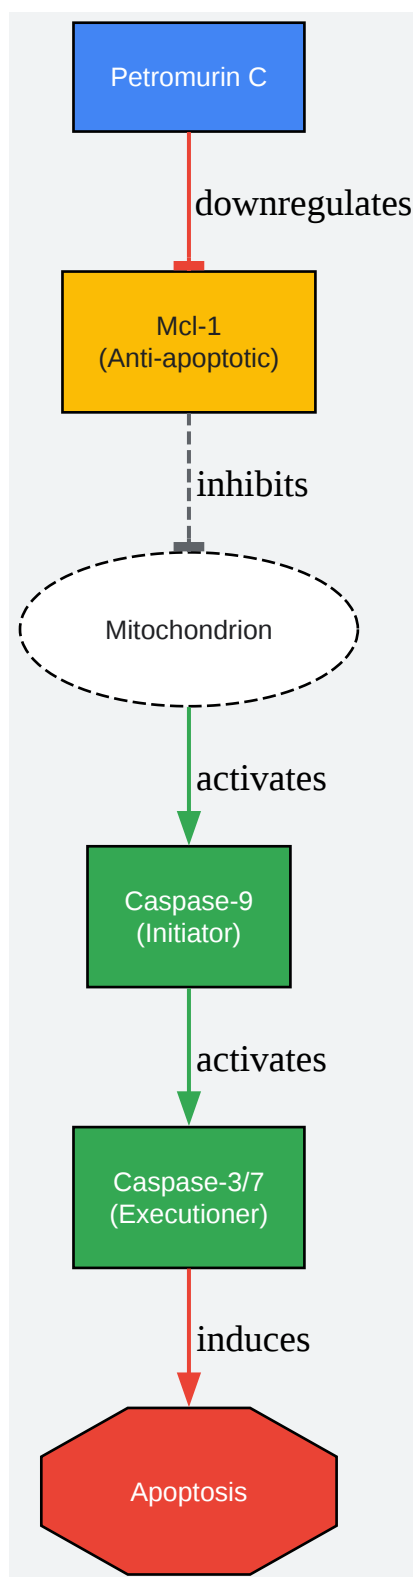 Petromurin C
downregulates
Mcl-1
(Anti-apoptotic)
inhibits
Mitochondrion
activates
Caspase-9
(Initiator)
activates
Caspase-3/7
(Executioner)
induces
Apoptosis